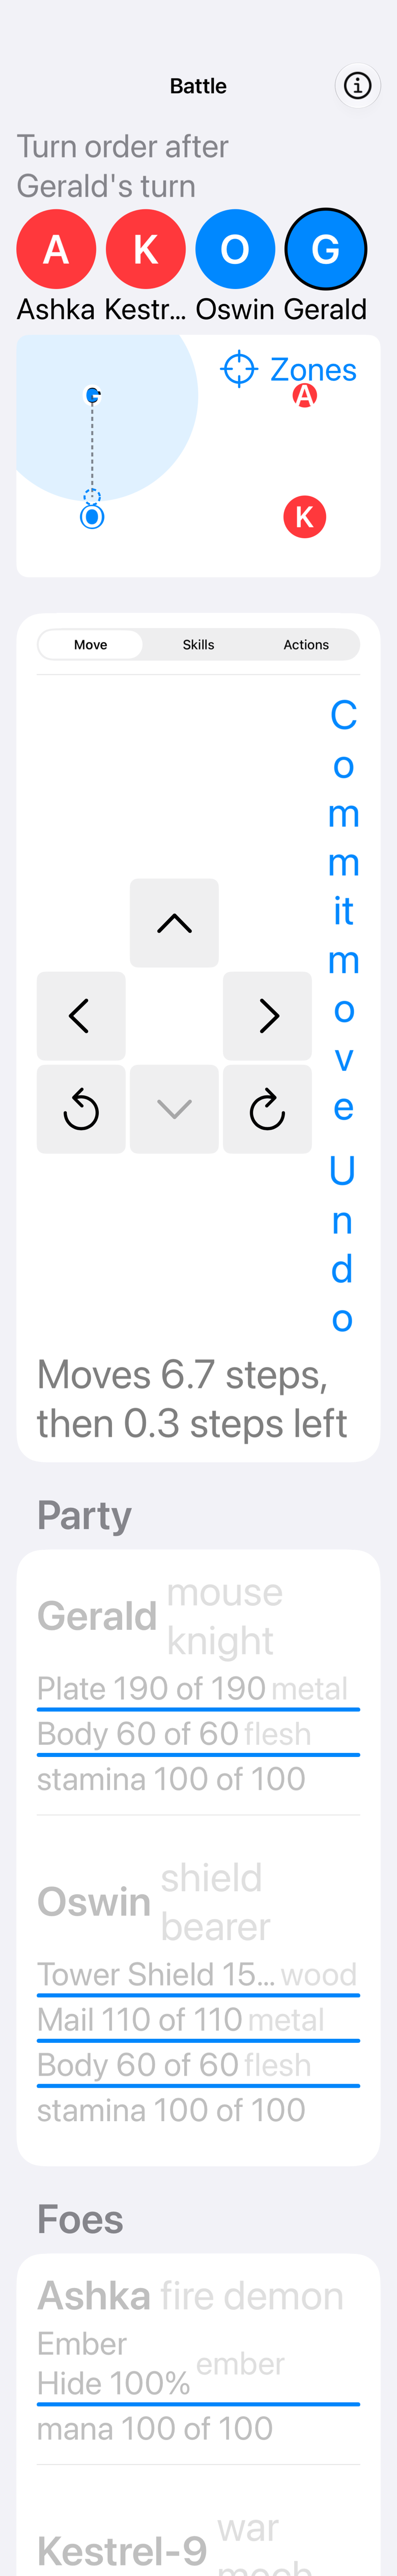 Battle
Turn order after
Gerald's turn
A K O G
Ashka Kestr... Oswin Gerald
Zones
G
A
O
K
Move Skills Actions
C
o
m
m
it
m
o
v
e
U
n
d
o
Moves 6.7 steps,
then 0.3 steps left
Party
Gerald mouse
knight
Plate 190 of 190 metal
Body 60 of 60 flesh
stamina 100 of 100
Oswin shield
bearer
Tower Shield 15... wood
Mail 110 of 110 metal
Body 60 of 60 flesh
stamina 100 of 100
Foes
Ashka fire demon
Ember
Hide 100% ember
mana 100 of 100
Kestrel-9 war
mech